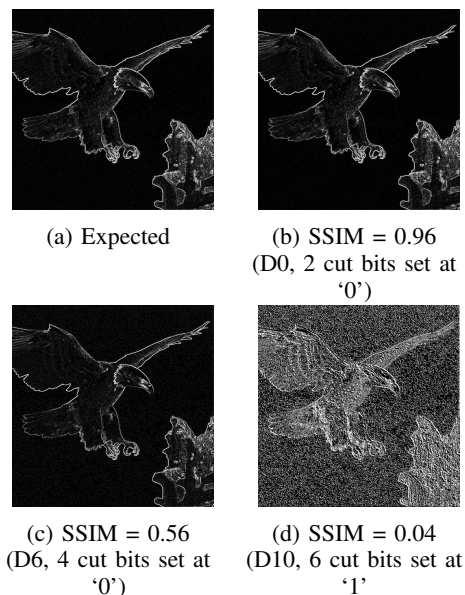 (a) Expected
(b) SSIM = 0.96
(D0, 2 cut bits set at
‘0’)
(c) SSIM = 0.56
(D6, 4 cut bits set at
‘0’)
(d) SSIM = 0.04
(D10, 6 cut bits set at
‘1’